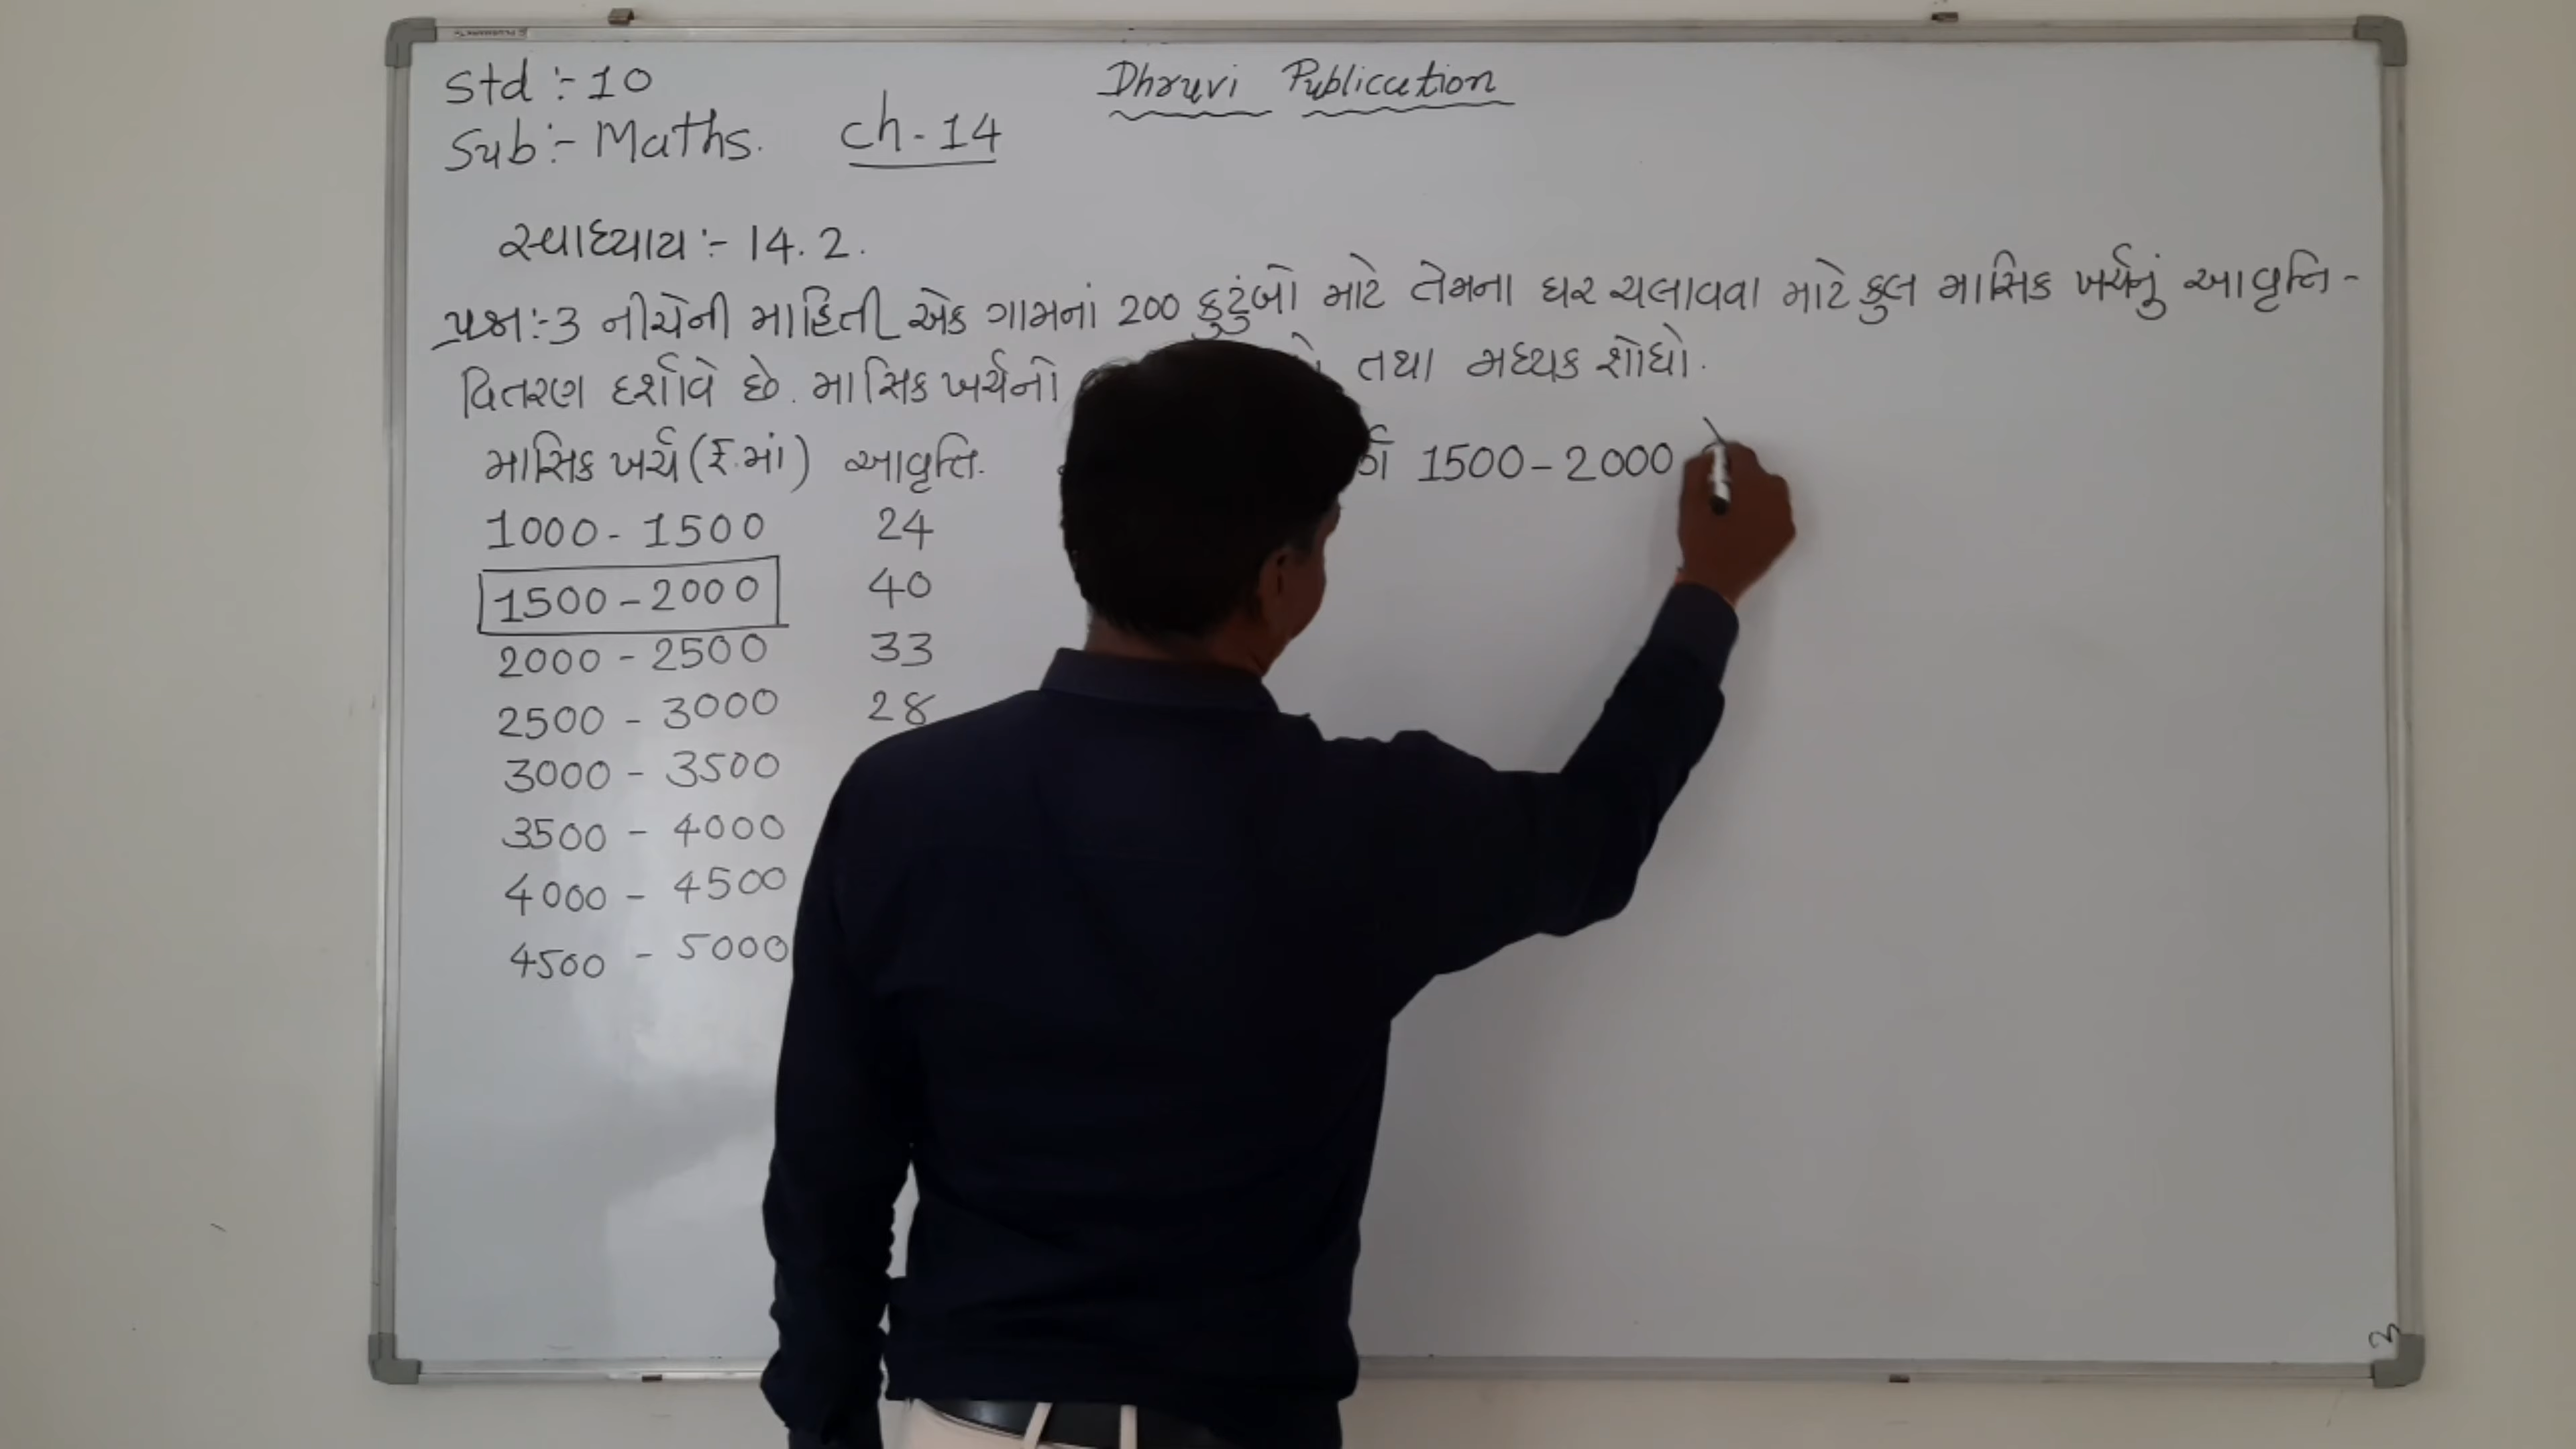 Std :- 10
Dhruvi Publiccation
Sub :- Maths. ch - 14
સ્વાધ્યાય :- 14.2.
પ્રશ્ન :- 3 નીચેની માહિતી એક ગામનાં 200 કુટુંબો માટે તેમના ઘર ચલાવવા માટે કુલ માસિક ખર્ચનું આવૃત્તિ -
વિતરણ દર્શાવે છે. માસિક ખર્ચનો તથા મધ્યક શોધો.
માસિક ખર્ચ (₹.માં) આવૃત્તિ. 1500 - 2000
1000 - 1500 24
1500 - 2000 40
2000 - 2500 33
2500 - 3000 28
3000 - 3500
3500 - 4000
4000 - 4500
4500 - 5000